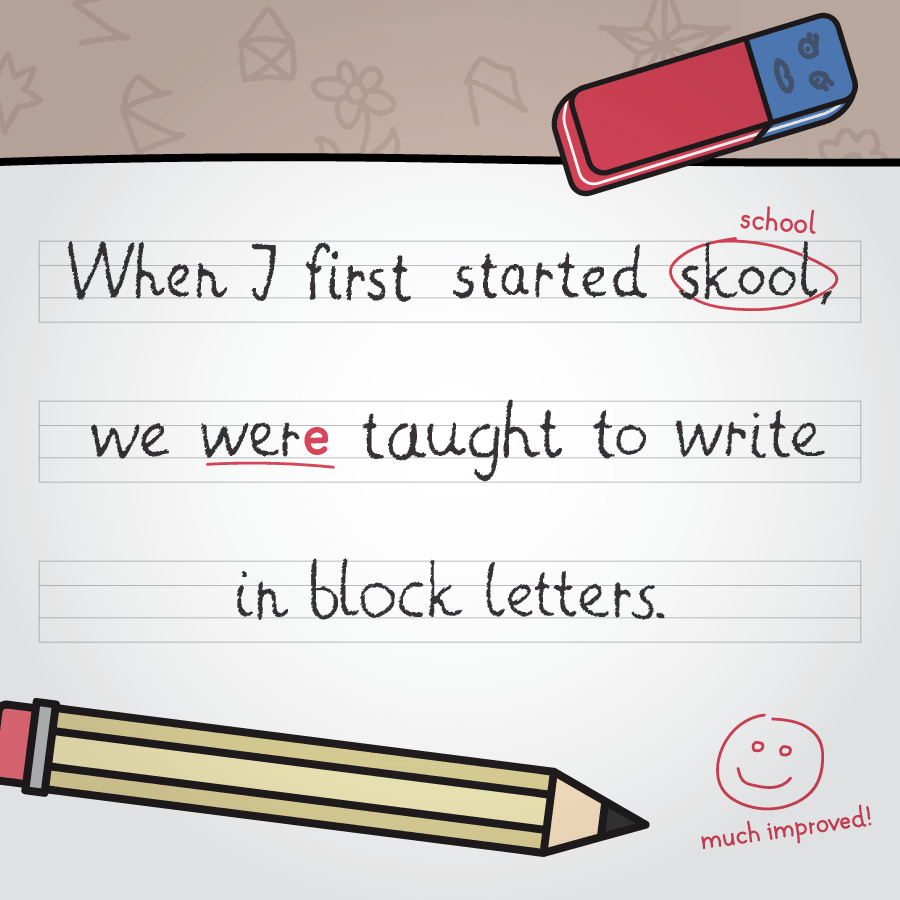 school
When I first started skool,
we were taught to write
in block letters.
much improved!